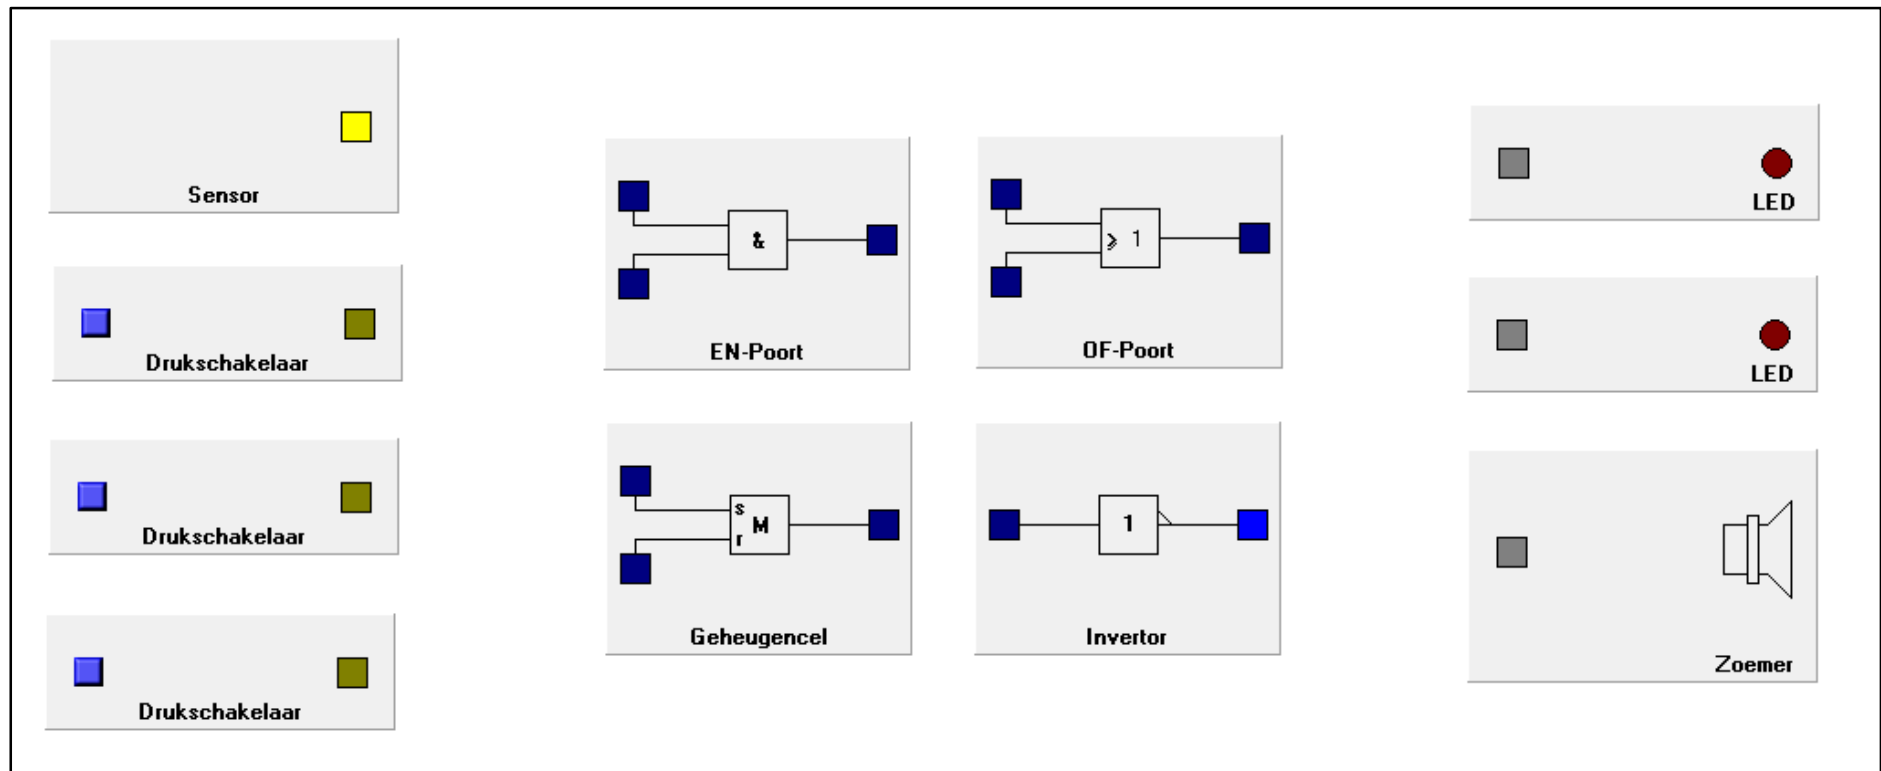 Sensor
Drukschakelaar
Drukschakelaar
Drukschakelaar
&
EN-Poort
≥ 1
OF-Poort
s
M
r
Geheugencel
1
Invertor
LED
LED
Zoemer